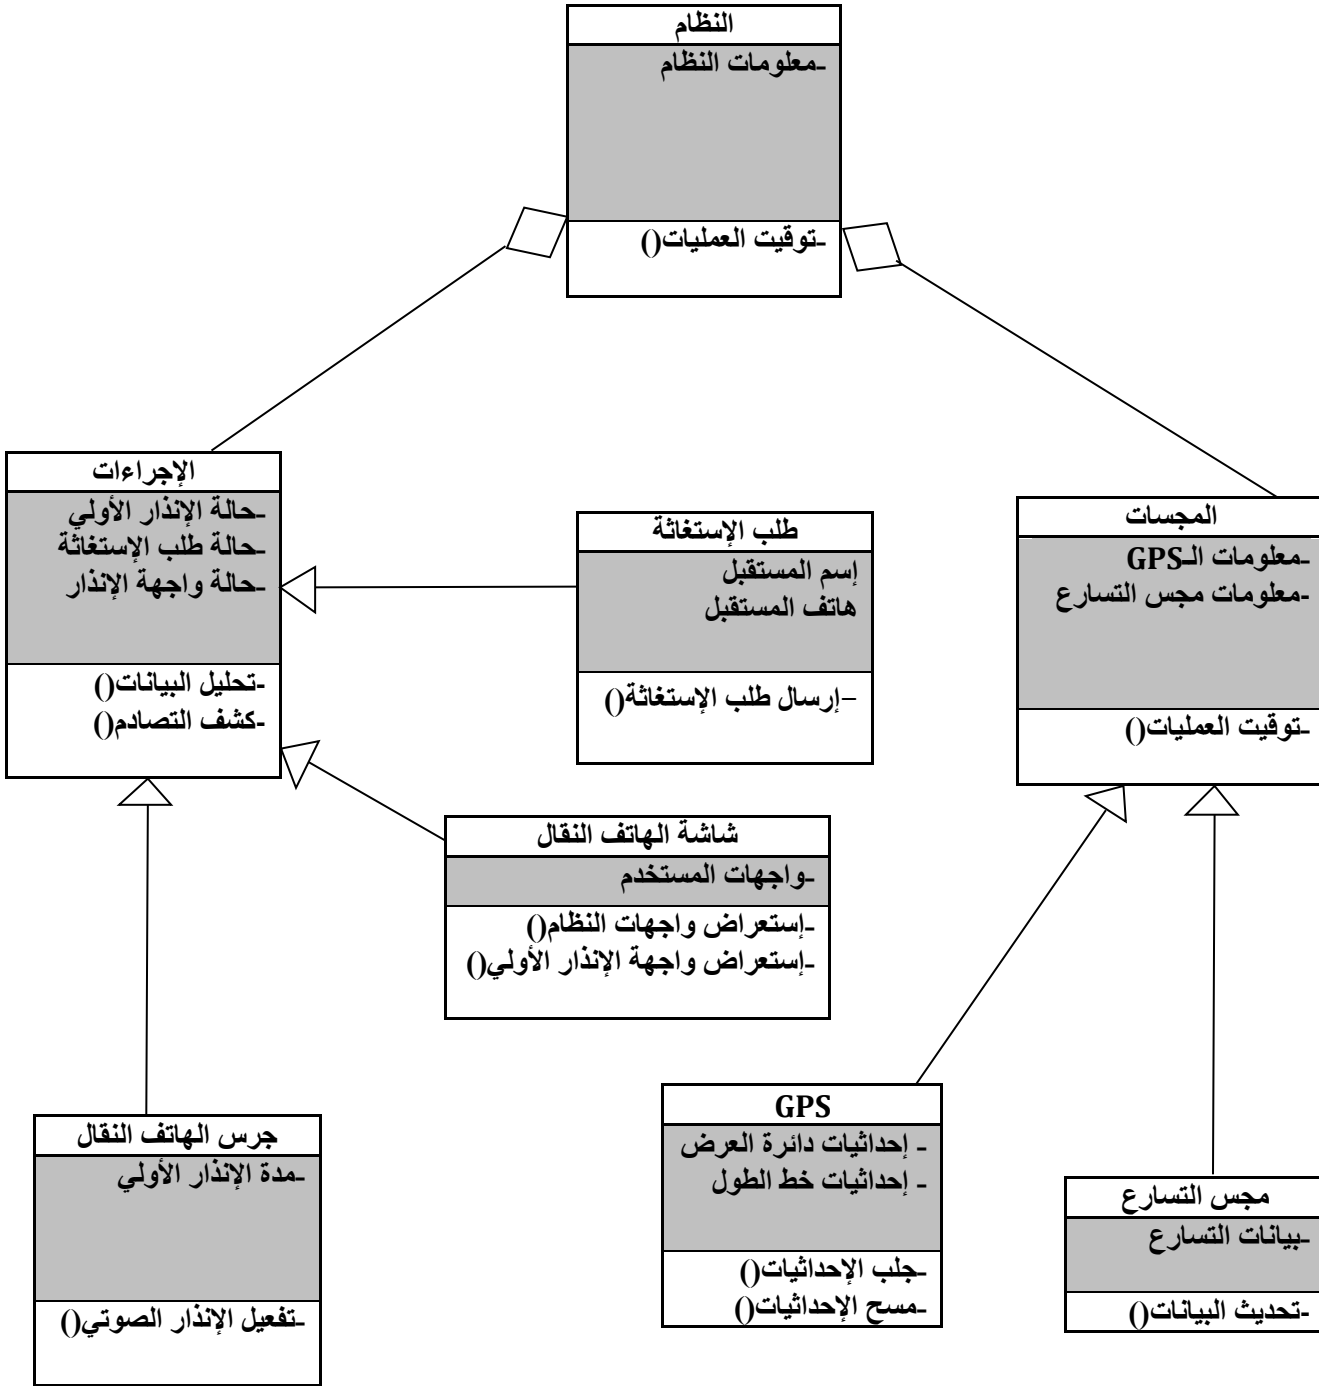 النظام
-معلومات النظام
-توقيت العمليات()
الإجراءات
-حالة الإنذار الأولي
-حالة طلب الإستغاثة
-حالة واجهة الإنذار
-تحليل البيانات()
-كشف التصادم()
طلب الإستغاثة
إسم المستقبل
هاتف المستقبل
-إرسال طلب الإستغاثة()
المجسات
-معلومات الـGPS
-معلومات مجس التسارع
-توقيت العمليات()
شاشة الهاتف النقال
-واجهات المستخدم
-إستعراض واجهات النظام()
-إستعراض واجهة الإنذار الأولي()
جرس الهاتف النقال
-مدة الإنذار الأولي
-تفعيل الإنذار الصوتي()
GPS
- إحداثيات دائرة العرض
- إحداثيات خط الطول
-جلب الإحداثيات()
-مسح الإحداثيات()
مجس التسارع
-بيانات التسارع
-تحديث البيانات()